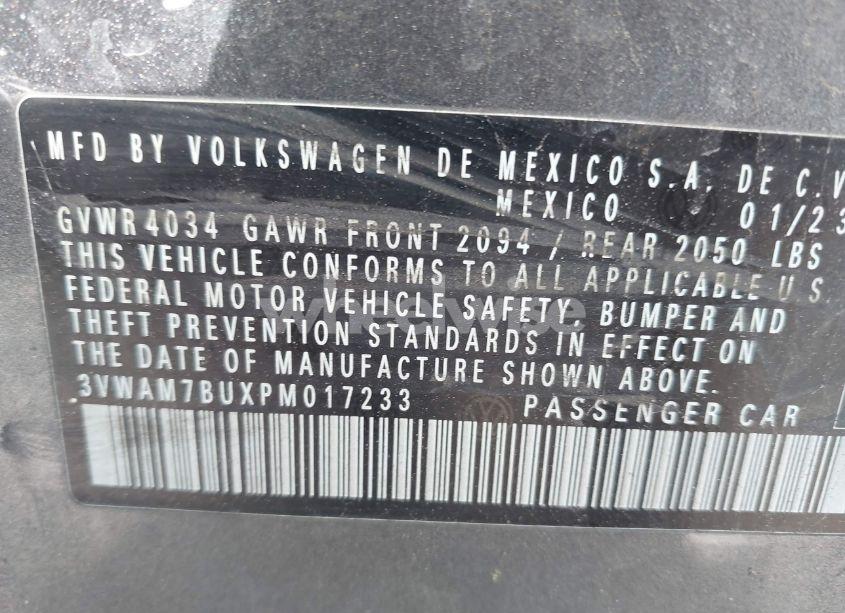 MFD BY VOLKSWAGEN DE MEXICO S.A. DE C.V
MEXICO 01/23
GVWR 4034 GAWR FRONT 2094 / REAR 2050 LBS
THIS VEHICLE CONFORMS TO ALL APPLICABLE U.S
FEDERAL MOTOR VEHICLE SAFETY, BUMPER AND
THEFT PREVENTION STANDARDS IN EFFECT ON
THE DATE OF MANUFACTURE SHOWN ABOVE.
3VWAM7BUXPM017233 PASSENGER CAR